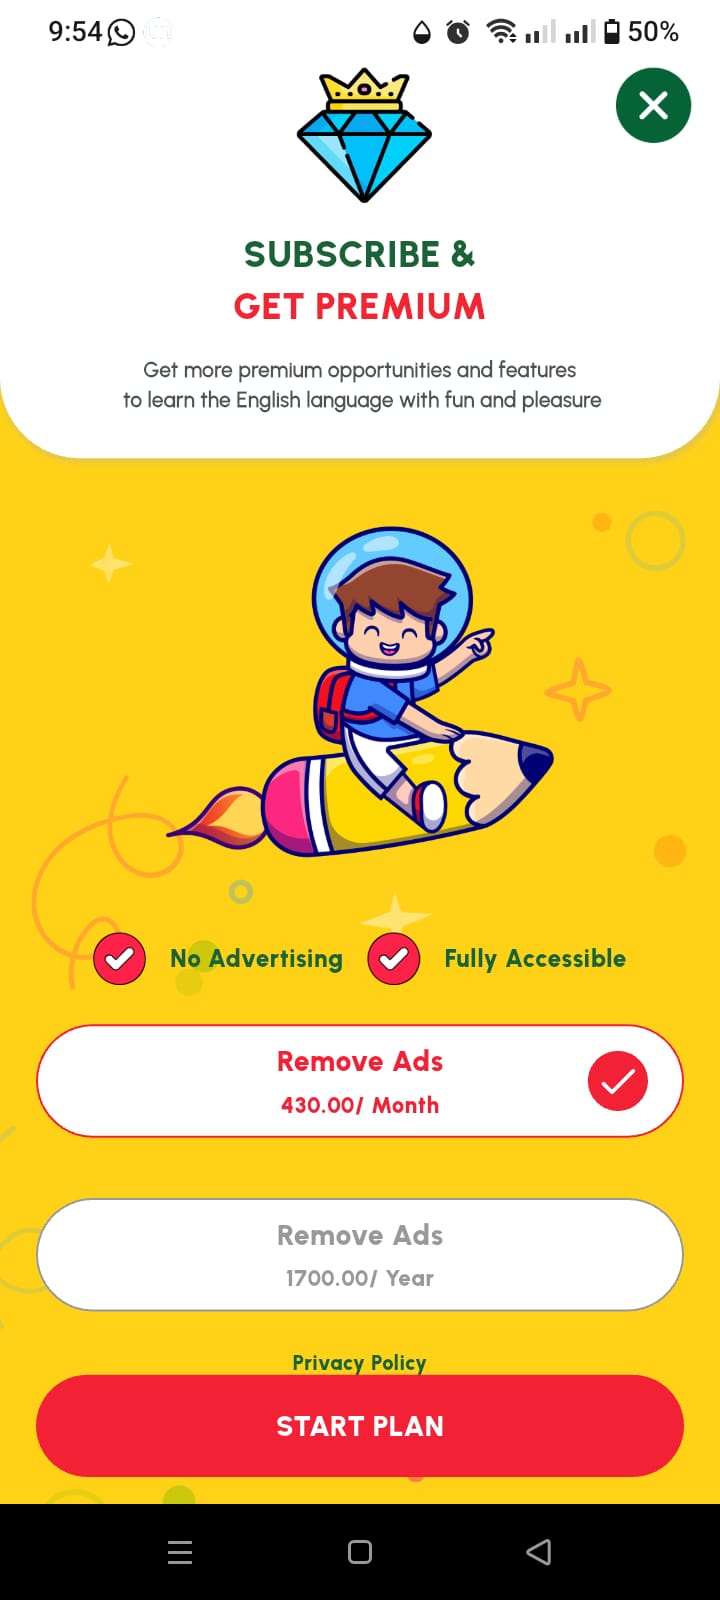 9:54
50%
SUBSCRIBE &
GET PREMIUM
Get more premium opportunities and features
to learn the English language with fun and pleasure
No Advertising
Fully Accessible
Remove Ads
430.00/ Month
Remove Ads
1700.00/ Year
Privacy Policy
START PLAN